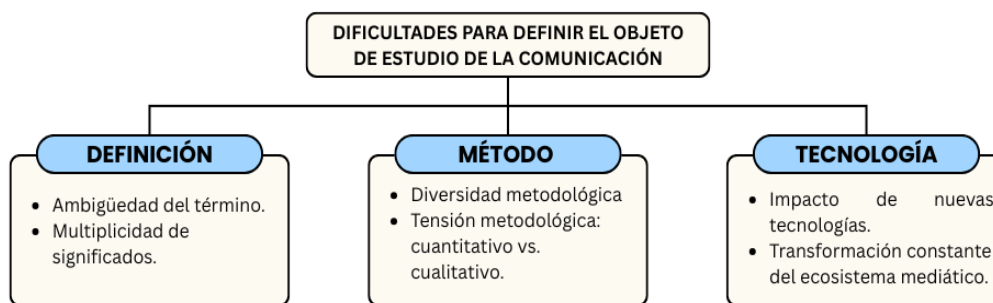 DIFICULTADES PARA DEFINIR EL OBJETO
DE ESTUDIO DE LA COMUNICACIÓN
DEFINICIÓN
• Ambigüedad del término.
• Multiplicidad de
significados.
MÉTODO
• Diversidad metodológica
• Tensión metodológica:
cuantitativo vs.
cualitativo.
TECNOLOGÍA
• Impacto de nuevas
tecnologías.
• Transformación constante
del ecosistema mediático.